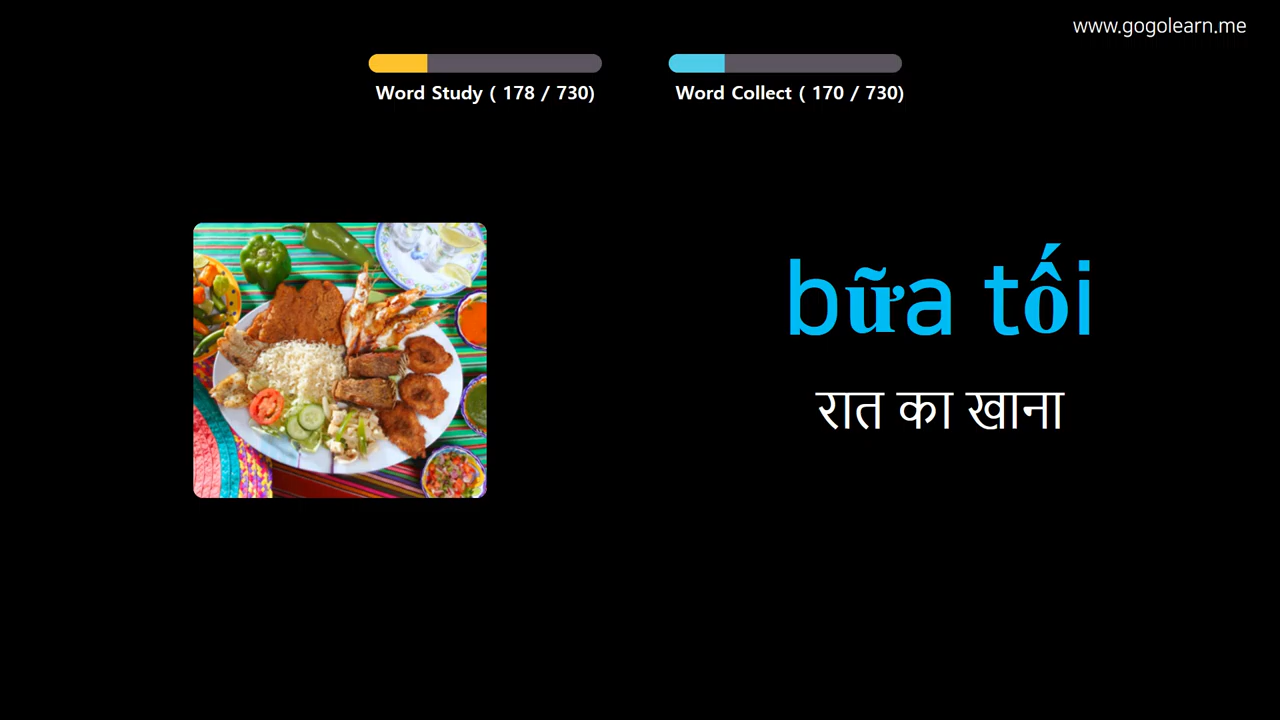 www.gogolearn.me
Word Study ( 178 / 730)
Word Collect ( 170 / 730)
bữa tối
रात का खाना